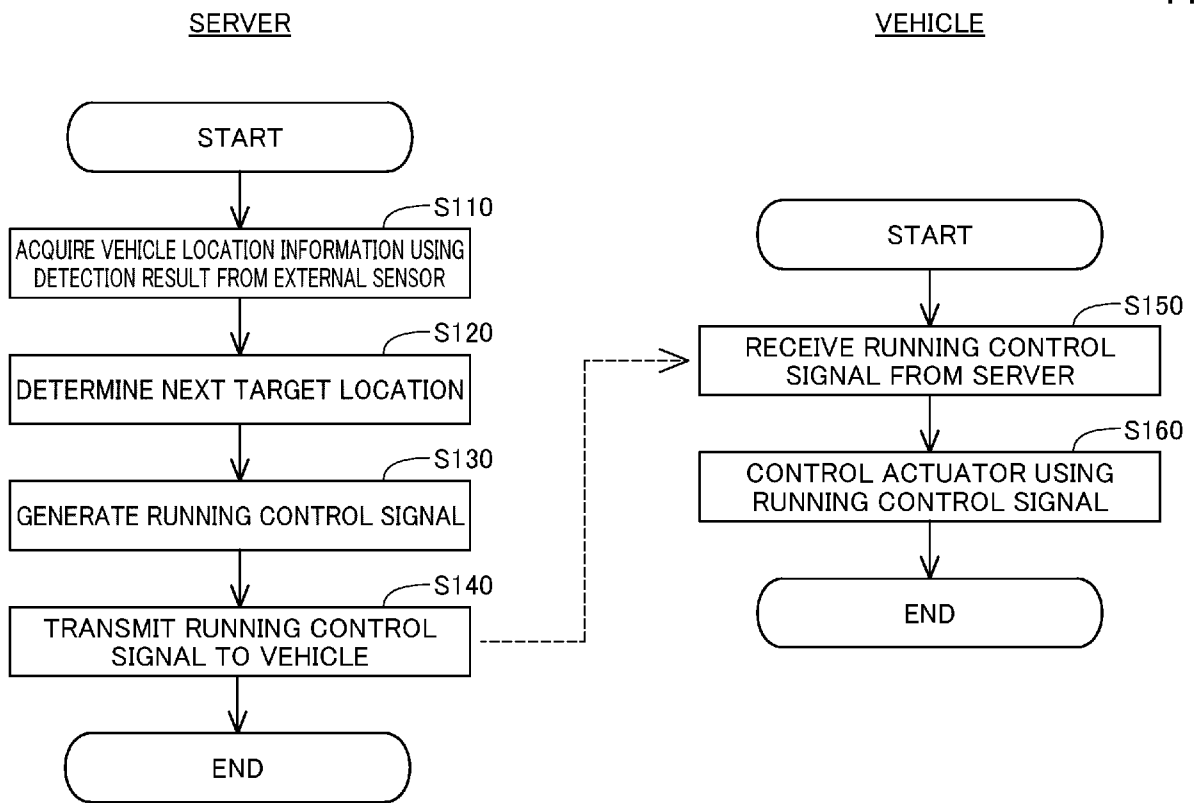 SERVER
START
S110
ACQUIRE VEHICLE LOCATION INFORMATION USING
DETECTION RESULT FROM EXTERNAL SENSOR
S120
DETERMINE NEXT TARGET LOCATION
S130
GENERATE RUNNING CONTROL SIGNAL
S140
TRANSMIT RUNNING CONTROL
SIGNAL TO VEHICLE
END
VEHICLE
START
S150
RECEIVE RUNNING CONTROL
SIGNAL FROM SERVER
S160
CONTROL ACTUATOR USING
RUNNING CONTROL SIGNAL
END